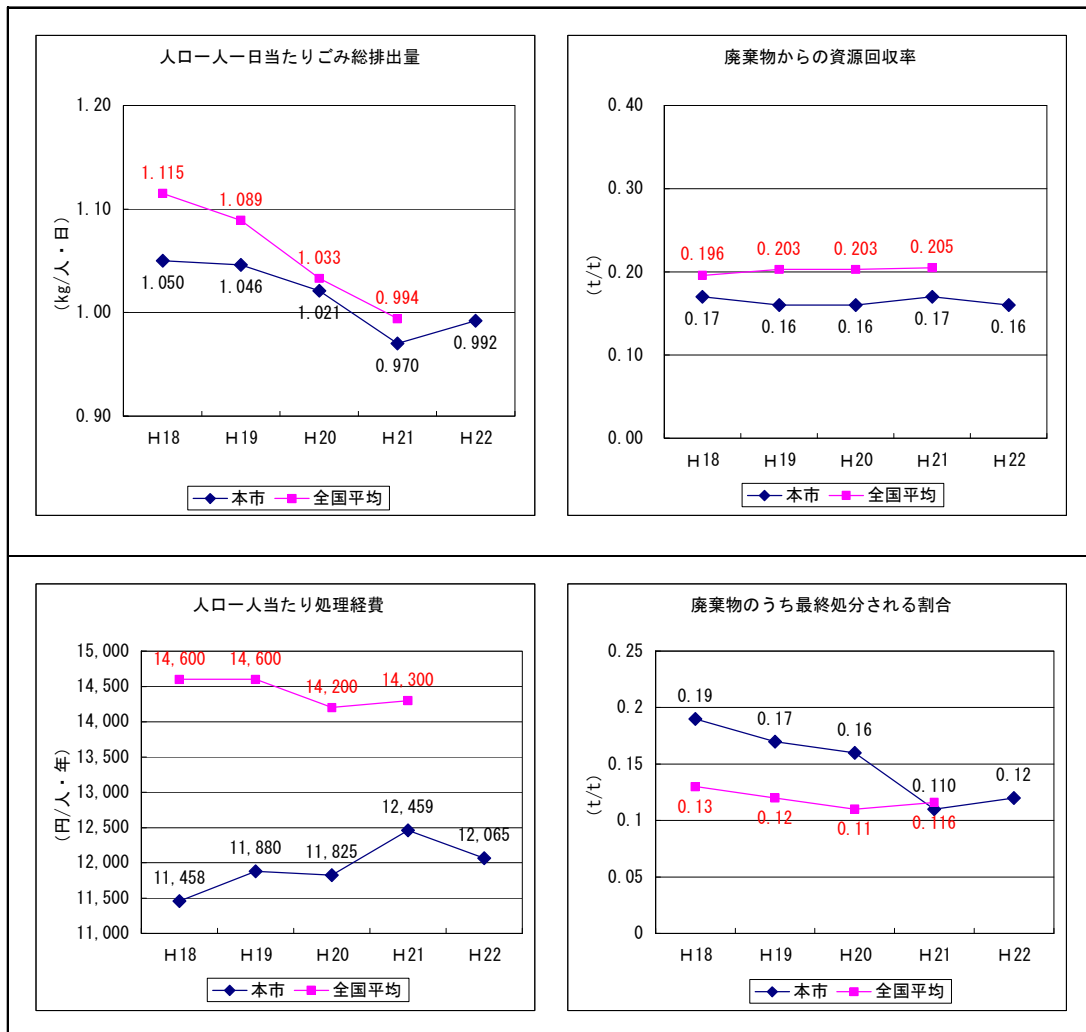 人口一人一日当たりごみ総排出量
(kg/人・日)
1.20
1.10
1.00
0.90
1.115
1.089
1.033
0.994
1.050
1.046
1.021
0.970
0.992
H18
H19
H20
H21
H22
本市
全国平均
廃棄物からの資源回収率
(t/t)
0.40
0.30
0.20
0.10
0.00
0.196
0.203
0.203
0.205
0.17
0.16
0.16
0.17
0.16
H18
H19
H20
H21
H22
本市
全国平均
人口一人当たり処理経費
(円/人・年)
15,000
14,500
14,000
13,500
13,000
12,500
12,000
11,500
11,000
14,600
14,600
14,200
14,300
11,458
11,880
11,825
12,459
12,065
H18
H19
H20
H21
H22
本市
全国平均
廃棄物のうち最終処分される割合
(t/t)
0.25
0.2
0.15
0.1
0.05
0
0.19
0.17
0.16
0.110
0.12
0.13
0.12
0.11
0.116
H18
H19
H20
H21
H22
本市
全国平均